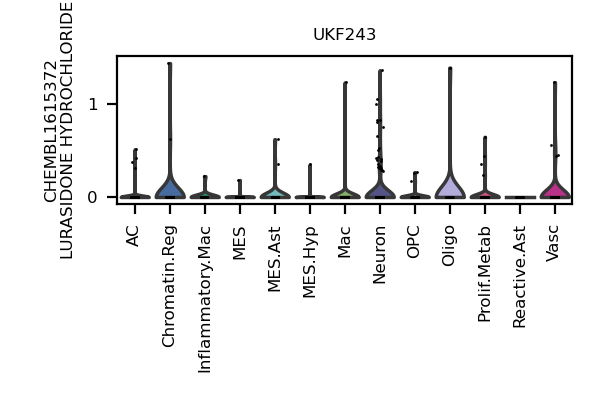 UKF243
CHEMBL1615372
LURASIDONE HYDROCHLORIDE
1
0
AC
Chromatin.Reg
Inflammatory.Mac
MES
MES.Ast
MES.Hyp
Mac
Neuron
OPC
Oligo
Prolif.Metab
Reactive.Ast
Vasc